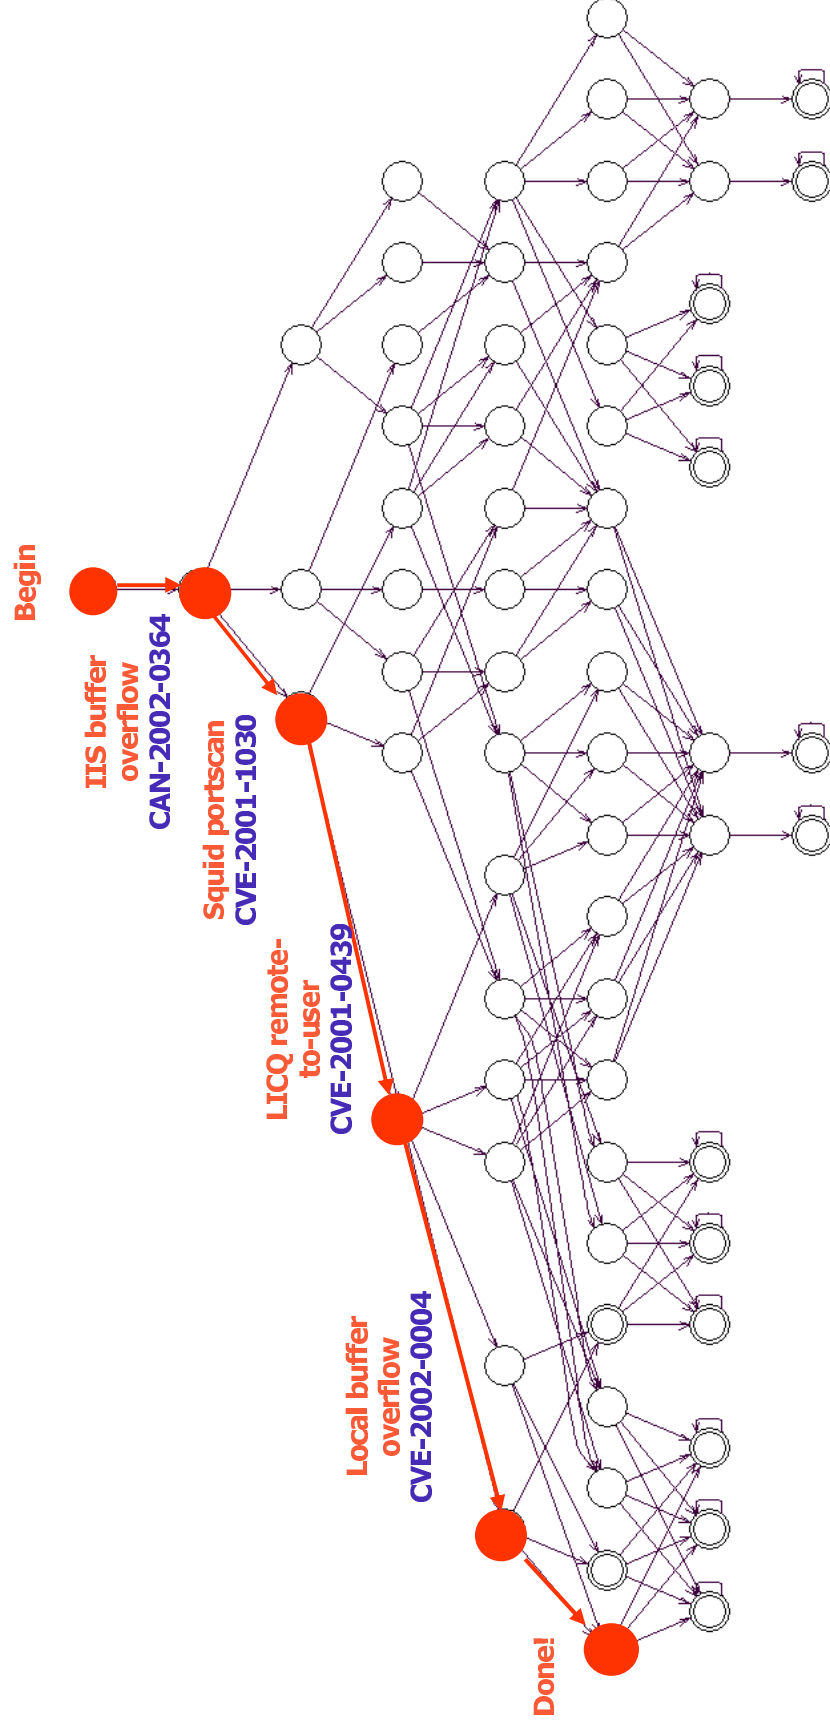 Begin
IIS buffer
overflow
CAN-2002-0364
Squid portscan
CVE-2001-1030
LICQ remote-
to-user
CVE-2001-0439
Local buffer
overflow
CVE-2002-0004
Done!